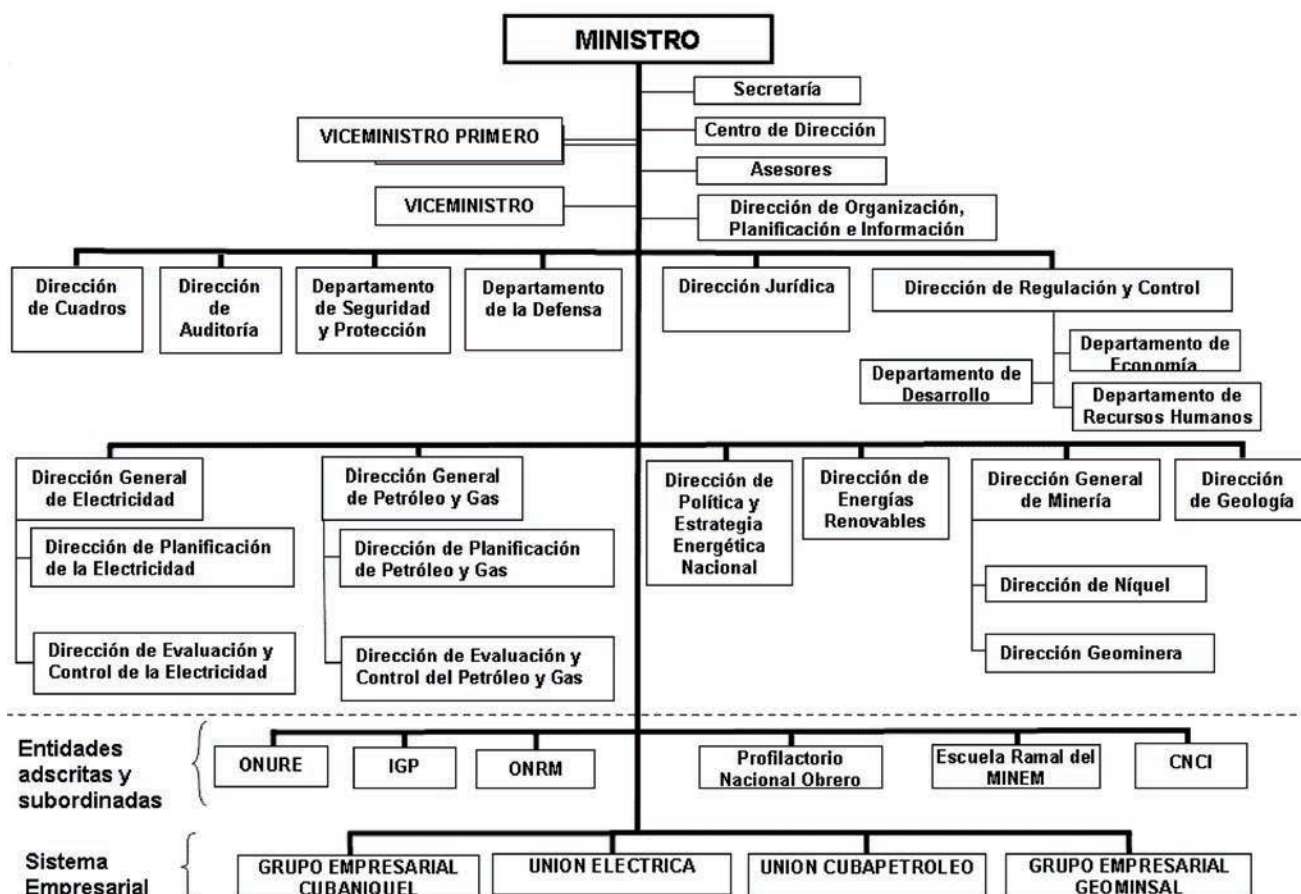 MINISTRO
Secretaría
VICEMINISTRO PRIMERO
Centro de Dirección
Asesores
VICEMINISTRO
Dirección de Organización,
Planificación e Información
Dirección
de Cuadros
Dirección
de
Auditoría
Departamento
de Seguridad
y Protección
Departamento
de la Defensa
Dirección Jurídica
Dirección de Regulación y Control
Departamento de
Economía
Departamento de
Desarrollo
Departamento de
Recursos Humanos
Dirección General
de Electricidad
Dirección de Planificación
de la Electricidad
Dirección de Evaluación y
Control de la Electricidad
Dirección General
de Petróleo y Gas
Dirección de Planificación
de Petróleo y Gas
Dirección de Evaluación y
Control del Petróleo y Gas
Dirección de
Política y
Estrategia
Energética
Nacional
Dirección de
Energías
Renovables
Dirección General
de Minería
Dirección de Níquel
Dirección Geominera
Dirección
de Geología
Entidades
adscritas y
subordinadas
ONURE
IGP
ONRM
Profilactorio
Nacional Obrero
Escuela Ramal del
MINEM
CNCI
Sistema
Empresarial
GRUPO EMPRESARIAL
CUBANIQUEL
UNION ELECTRICA
UNION CUBAPETROLEO
GRUPO EMPRESARIAL
GEOMINSAL